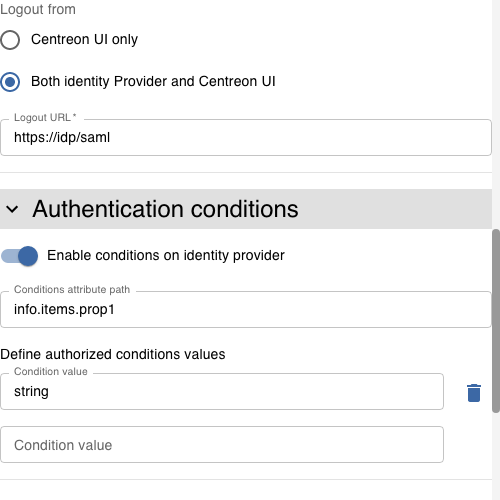 Logout from
Centreon UI only
Both identity Provider and Centreon UI
Logout URL *
https://idp/saml
Authentication conditions
Enable conditions on identity provider
Conditions attribute path
info.items.prop1
Define authorized conditions values
Condition value
string
Condition value